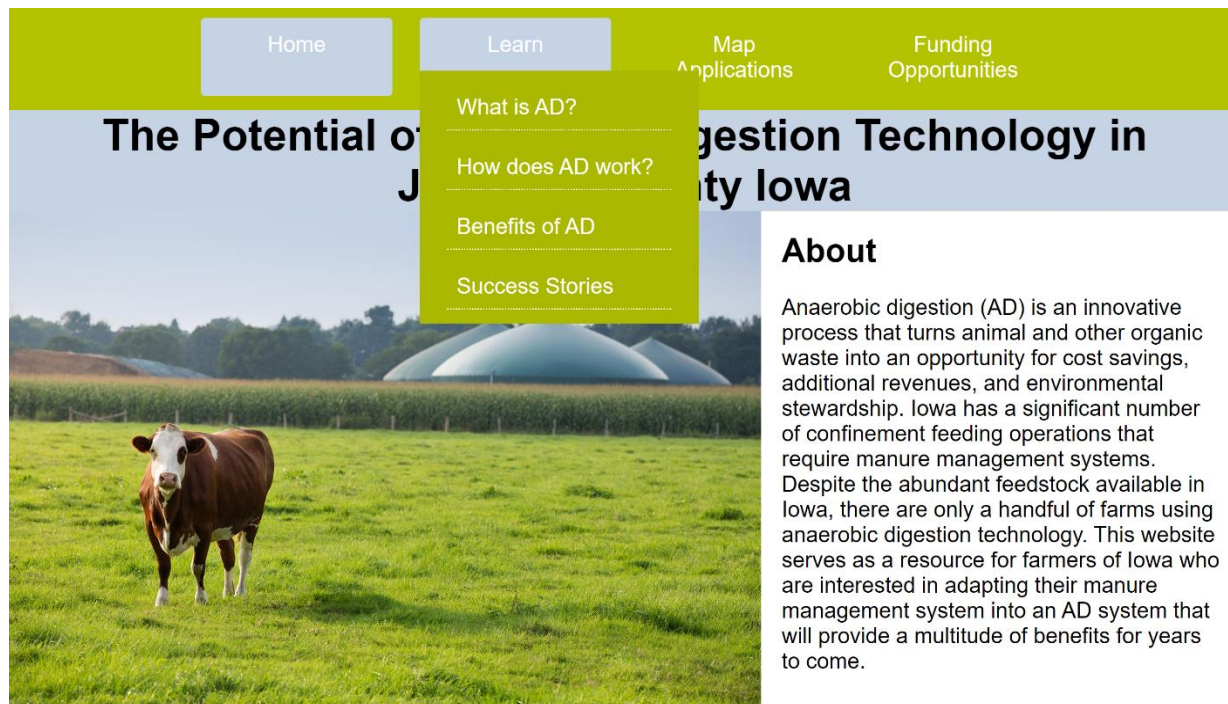 Home
Learn
Map
Applications
Funding
Opportunities
What is AD?
How does AD work?
Benefits of AD
Success Stories
The Potential gestion Technology in
Iowa
About
Anaerobic digestion (AD) is an innovative
process that turns animal and other organic
waste into an opportunity for cost savings,
additional revenues, and environmental
stewardship. Iowa has a significant number
of confinement feeding operations that
require manure management systems.
Despite the abundant feedstock available in
Iowa, there are only a handful of farms using
anaerobic digestion technology. This website
serves as a resource for farmers of Iowa who
are interested in adapting their manure
management system into an AD system that
will provide a multitude of benefits for years
to come.